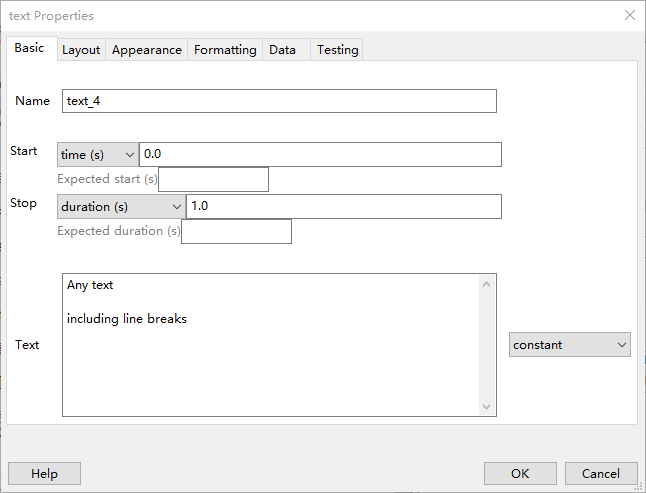 text Properties
Basic Layout Appearance Formatting Data Testing
Name text_4
Start time (s) 0.0
Expected start (s)
Stop duration (s) 1.0
Expected duration (s)
Any text
including line breaks
Text constant
Help OK Cancel